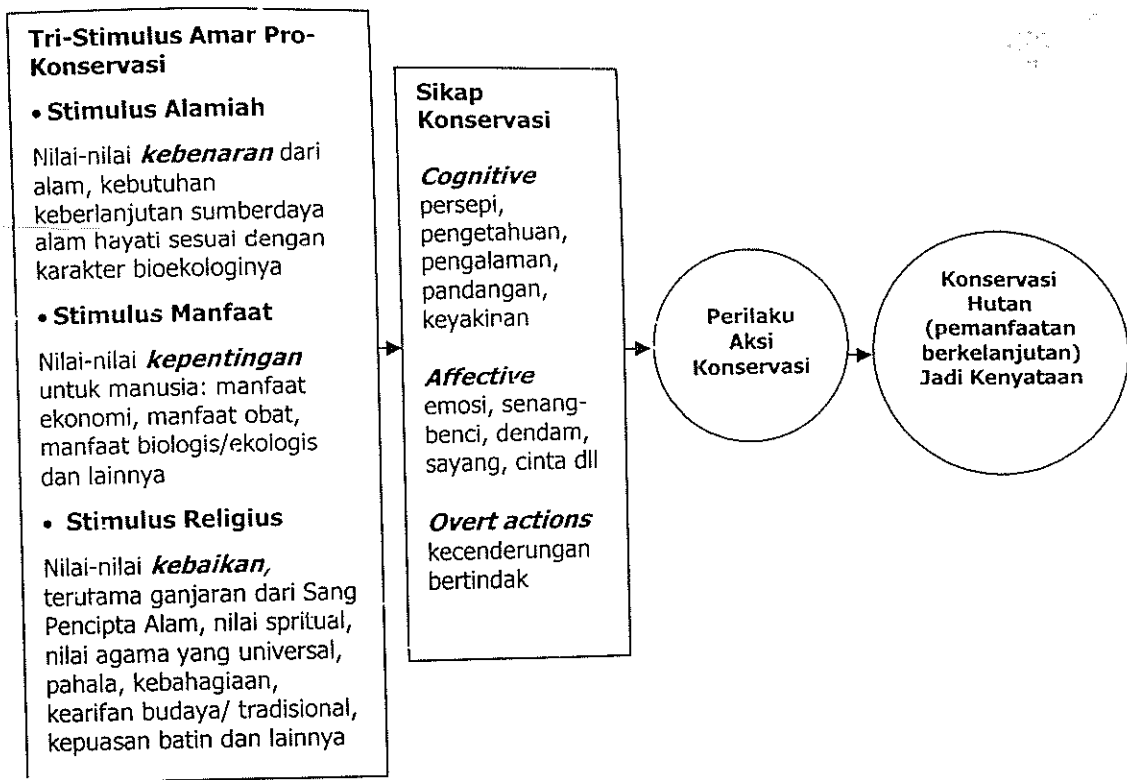 Tri-Stimulus Amar Pro-
Konservasi
• Stimulus Alamiah
Nilai-nilai kebenaran dari
alam, kebutuhan
keberlanjutan sumberdaya
alam hayati sesuai dengan
karakter bioekologinya
• Stimulus Manfaat
Nilai-nilai kepentingan
untuk manusia: manfaat
ekonomi, manfaat obat,
manfaat biologis/ekologis
dan lainnya
• Stimulus Religius
Nilai-nilai kebaikan,
terutama ganjaran dari Sang
Pencipta Alam, nilai spritual,
nilai agama yang universal,
pahala, kebahagiaan,
kearifan budaya/ tradisional,
kepuasan batin dan lainnya
Sikap
Konservasi
Cognitive
persepi,
pengetahuan,
pengalaman,
pandangan,
keyakinan
Affective
emosi, senang-
benci, dendam,
sayang, cinta dll
Overt actions
kecenderungan
bertindak
Perilaku
Aksi
Konservasi
Konservasi
Hutan
(pemanfaatan
berkelanjutan)
Jadi Kenyataan